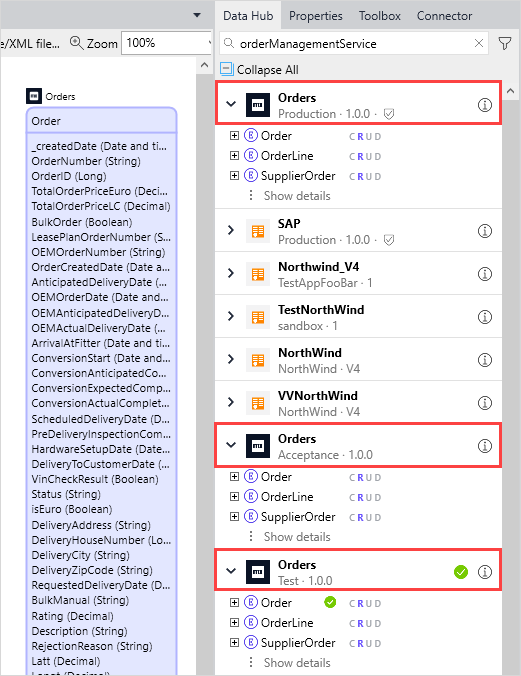 Data Hub
Properties
Toolbox
Connector
e/XML file...
Zoom
100%
orderManagementService
Collapse All
Orders
Order
_createdDate (Date and ti...
OrderNumber (String)
OrderID (Long)
TotalOrderPriceEuro (Deci...
TotalOrderPriceLC (Decimal)
BulkOrder (Boolean)
LeasePlanOrderNumber (S...
OEMOrderNumber (String)
OrderCreatedDate (Date a...
AnticipatedDeliveryDate (...
OEMOrderDate (Date and...
OEMAnticipatedDeliveryD...
OEMActualDeliveryDate (...
ArrivalAtFitter (Date and ti...
ConversionStart (Date and...
ConversionAnticipatedCo...
ConversionExpectedComp...
ConversionActualComplet...
ScheduledDeliveryDate (...
PreDeliveryInspectionCom...
HardwareSetupDate (Date...
DeliveryToCustomerDate (...
VinCheckResult (Boolean)
Status (String)
isEuro (Boolean)
DeliveryAddress (String)
DeliveryHouseNumber (Lo...
DeliveryCity (String)
DeliveryZipCode (String)
RequestedDeliveryDate (D...
BulkManual (String)
Rating (Decimal)
Description (String)
RejectionReason (String)
Latt (Decimal)
Orders
Production · 1.0.0 ·
Order CRUD
OrderLine CRUD
SupplierOrder CRUD
Show details
SAP
Production · 1.0.0 ·
Northwind_V4
TestAppFooBar · 1
TestNorthWind
sandbox · 1
NorthWind
NorthWind · V4
VVNorthWind
NorthWind · V4
Orders
Acceptance · 1.0.0
Order CRUD
OrderLine CRUD
SupplierOrder CRUD
Show details
Orders
Test · 1.0.0
Order CRUD
OrderLine CRUD
SupplierOrder CRUD
Show details